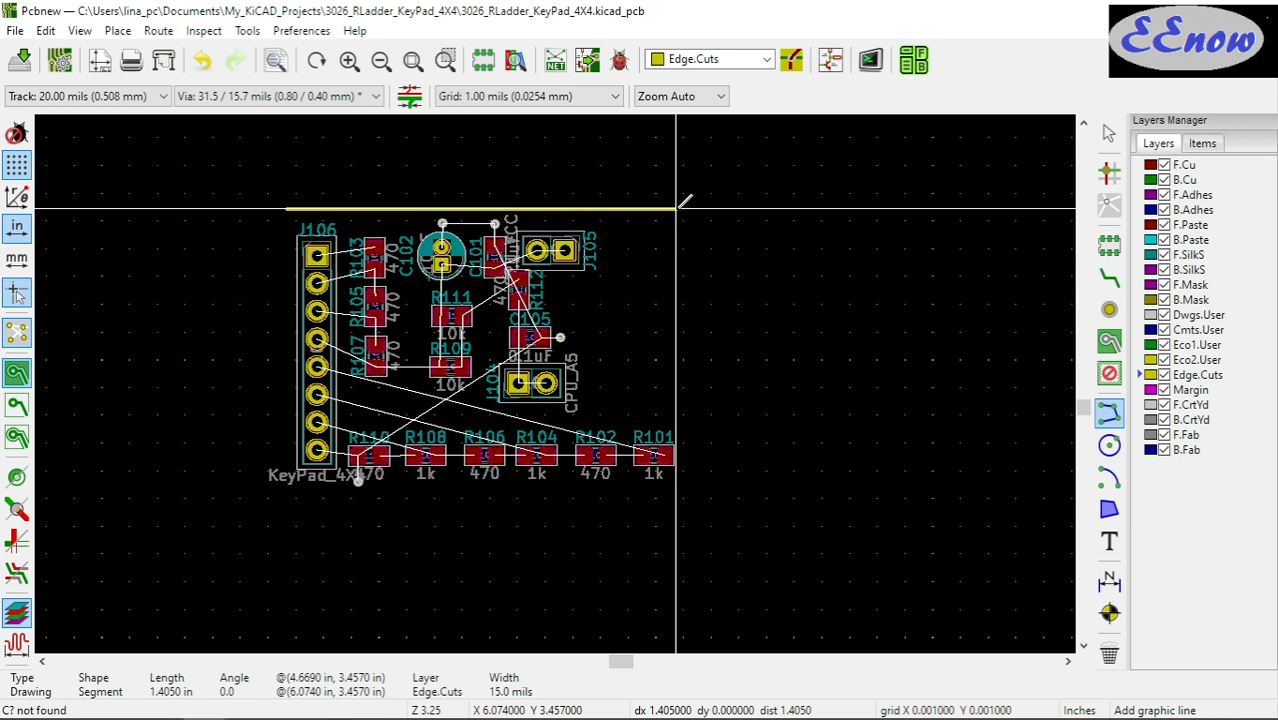 Pcbnew — C:\Users\lina_pc\Documents\My_KiCAD_Projects\3026_RLadder_KeyPad_4X4\3026_RLadder_KeyPad_4X4.kicad_pcb
EEnow
File Edit View Place Route Inspect Tools Preferences Help
NET Edge.Cuts
Track: 20.00 mils (0.508 mm) Via: 31.5 / 15.7 mils (0.80 / 0.40 mm) * Grid: 1.00 mils (0.0254 mm) Zoom Auto
Layers Manager
Layers Items
F.Cu
B.Cu
F.Adhes
B.Adhes
F.Paste
B.Paste
F.SilkS
B.SilkS
F.Mask
B.Mask
Dwgs.User
Cmts.User
Eco1.User
Eco2.User
Edge.Cuts
Margin
F.CrtYd
B.CrtYd
F.Fab
B.Fab
in
mm
J106
R103
470
C102
C101
J105
R105
470
R111
10k
470
R112
C105
0.1uF
R107
470
R109
10k
CPU_A5
R110 R108 R106 R104 R102 R101
KeyPad_4X4 470 1k 470 1k 470 1k
Type Shape Length Angle @(4.6690 in, 3.4570 in) Layer Width
Drawing Segment 1.4050 in 0.0 @(6.0740 in, 3.4570 in) Edge.Cuts 15.0 mils
C? not found Z 3.25 X 6.074000 Y 3.457000 dx 1.405000 dy 0.000000 dist 1.4050 grid X 0.001000 Y 0.001000 Inches Add graphic line